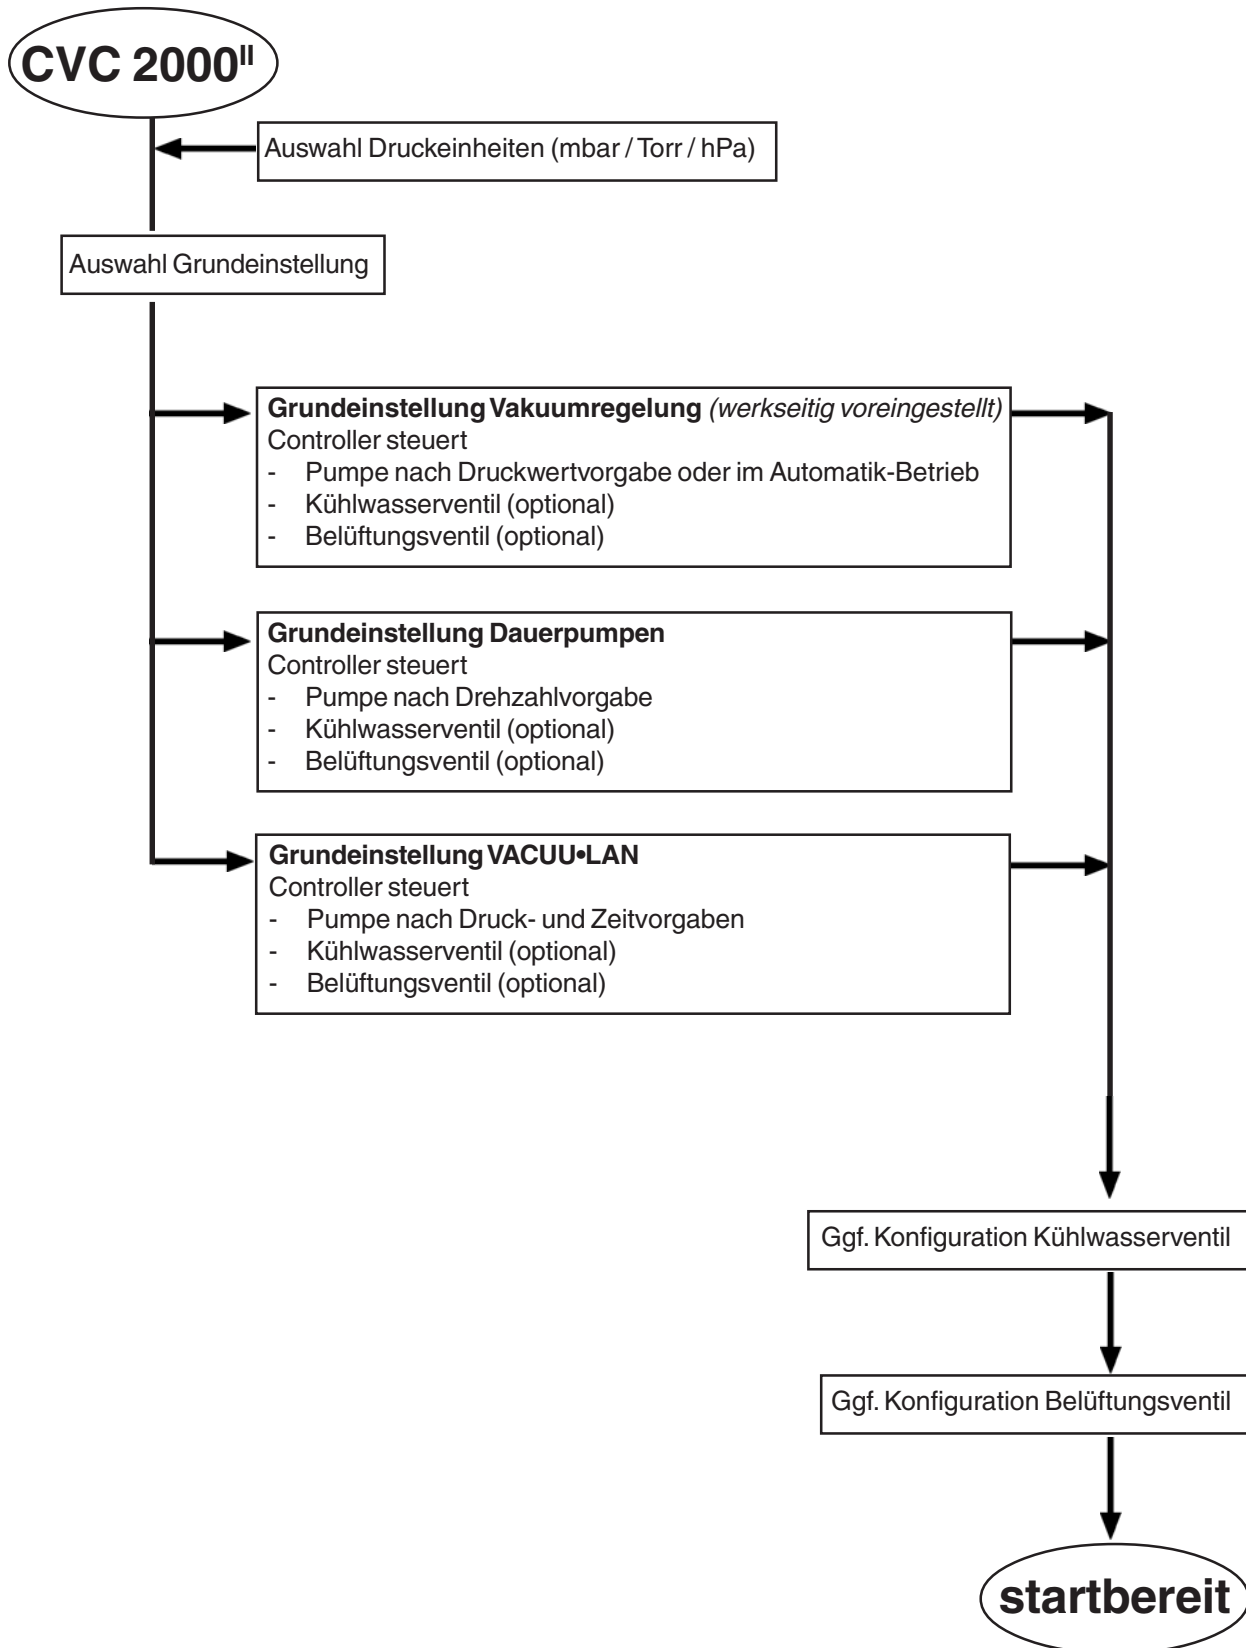 CVC 2000II
Auswahl Druckeinheiten (mbar / Torr / hPa)
Auswahl Grundeinstellung
Grundeinstellung Vakuumregelung (werkseitig voreingestellt)
Controller steuert
- Pumpe nach Druckwertvorgabe oder im Automatik-Betrieb
- Kühlwasserventil (optional)
- Belüftungsventil (optional)
Grundeinstellung Dauerpumpen
Controller steuert
- Pumpe nach Drehzahlvorgabe
- Kühlwasserventil (optional)
- Belüftungsventil (optional)
Grundeinstellung VACUU•LAN
Controller steuert
- Pumpe nach Druck- und Zeitvorgaben
- Kühlwasserventil (optional)
- Belüftungsventil (optional)
Ggf. Konfiguration Kühlwasserventil
Ggf. Konfiguration Belüftungsventil
startbereit